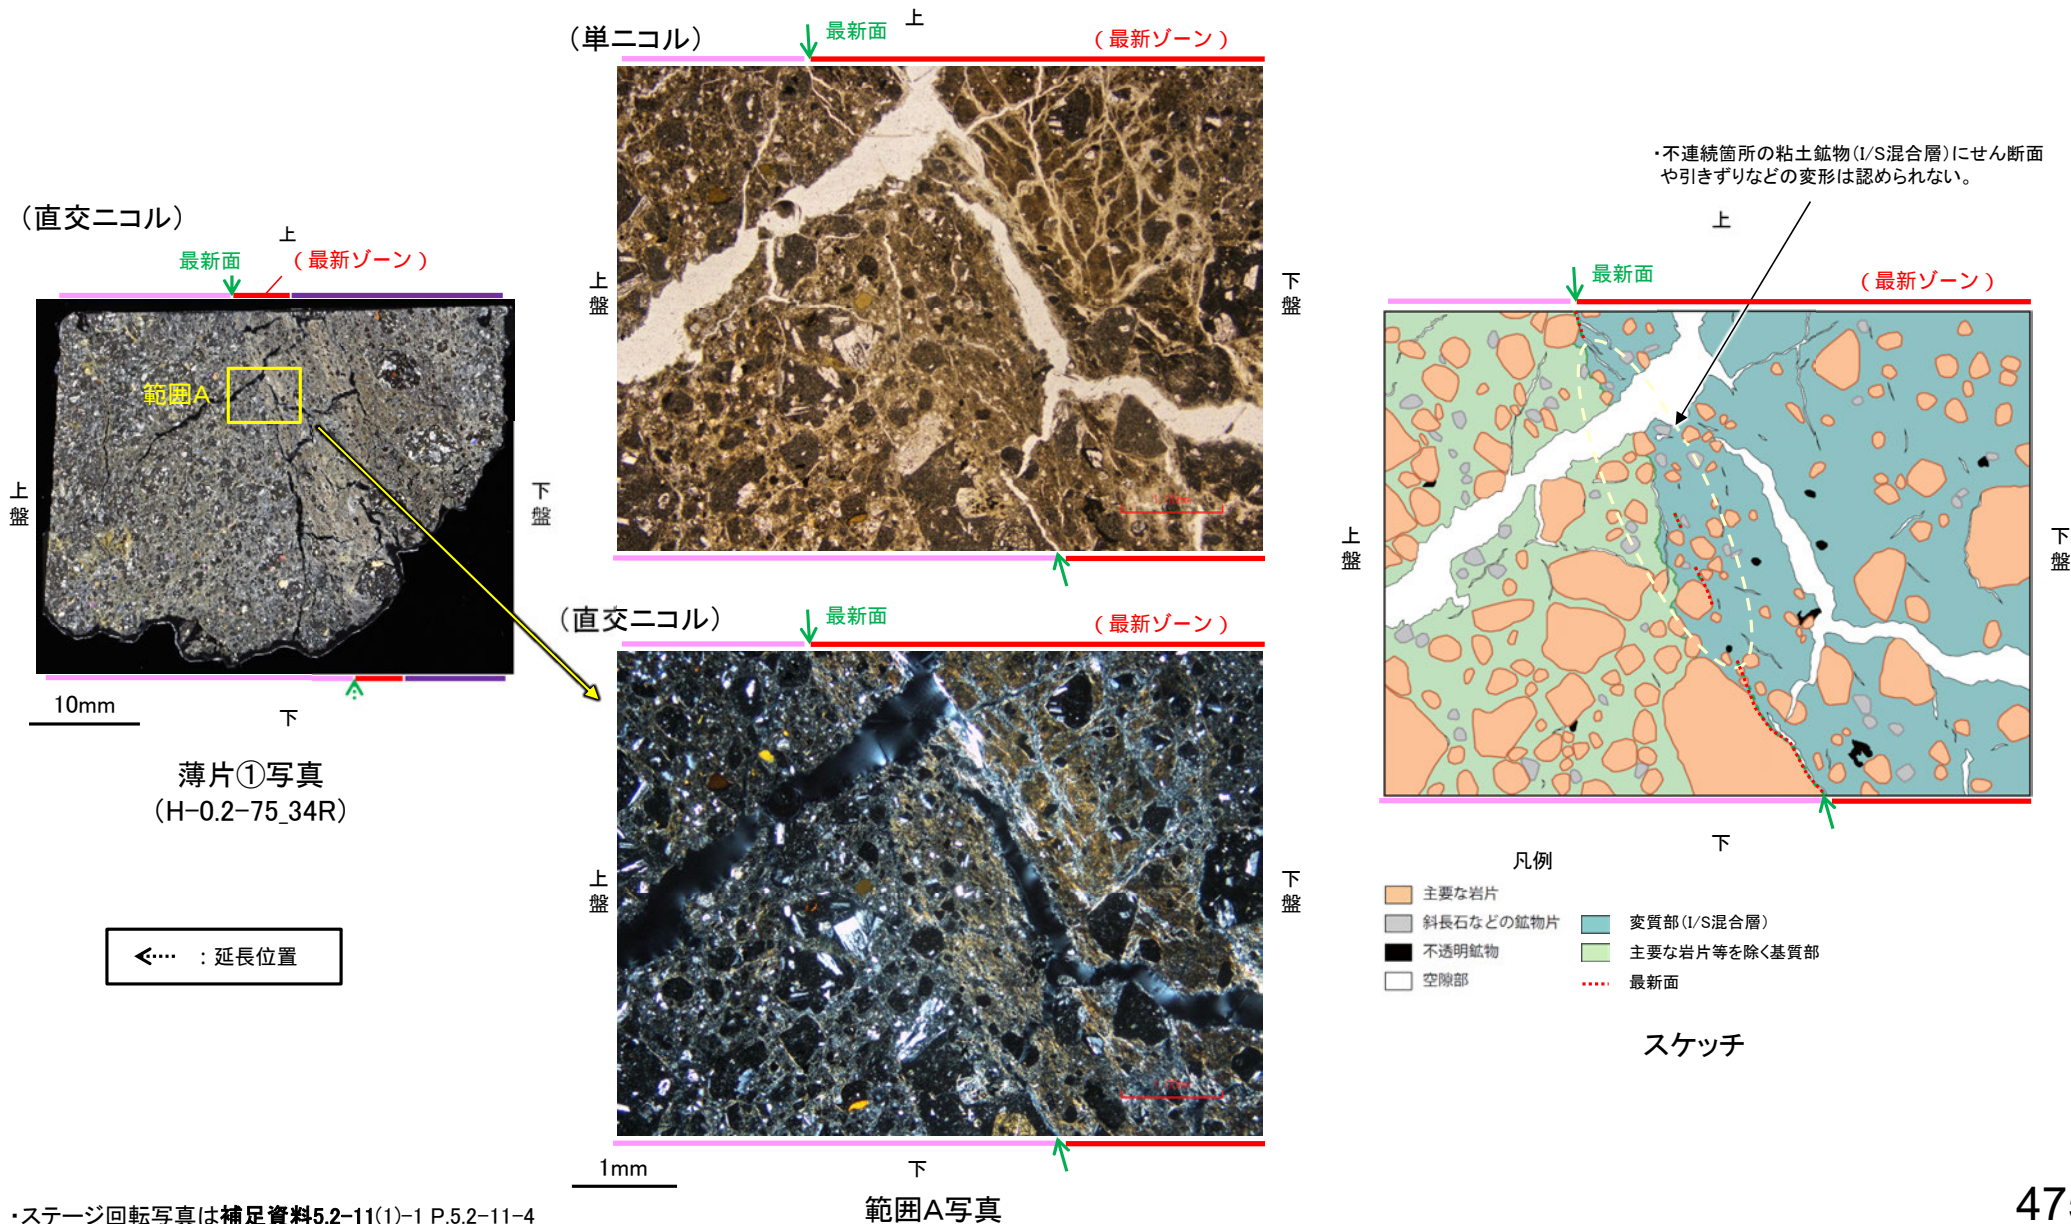 (直交ニコル)
上
最新面
(最新ゾーン)
範囲A
上盤
下盤
10mm
下
薄片①写真
(H-0.2-75_34R)
:延長位置
・ステージ回転写真は補足資料5.2-11(1)-1 P.5.2-11-4
(単ニコル)
最新面
上
(最新ゾーン)
上盤
下盤
(直交ニコル)
最新面
(最新ゾーン)
上盤
下盤
1mm
下
範囲A写真
・不連続箇所の粘土鉱物(I/S混合層)にせん断面
や引きずりなどの変形は認められない。
上
最新面
(最新ゾーン)
上盤
下盤
下
凡例
主要な岩片
斜長石などの鉱物片
不透明鉱物
空隙部
変質部(I/S混合層)
主要な岩片等を除く基質部
最新面
スケッチ